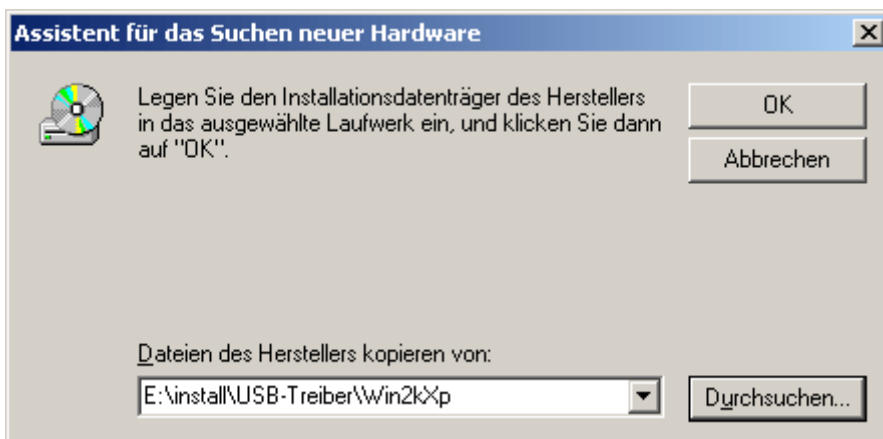 Assistent für das Suchen neuer Hardware
Legen Sie den Installationsdatenträger des Herstellers
in das ausgewählte Laufwerk ein, und klicken Sie dann
auf "OK".
OK
Abbrechen
Dateien des Herstellers kopieren von:
E:\install\USB-Treiber\Win2kXp
Durchsuchen...